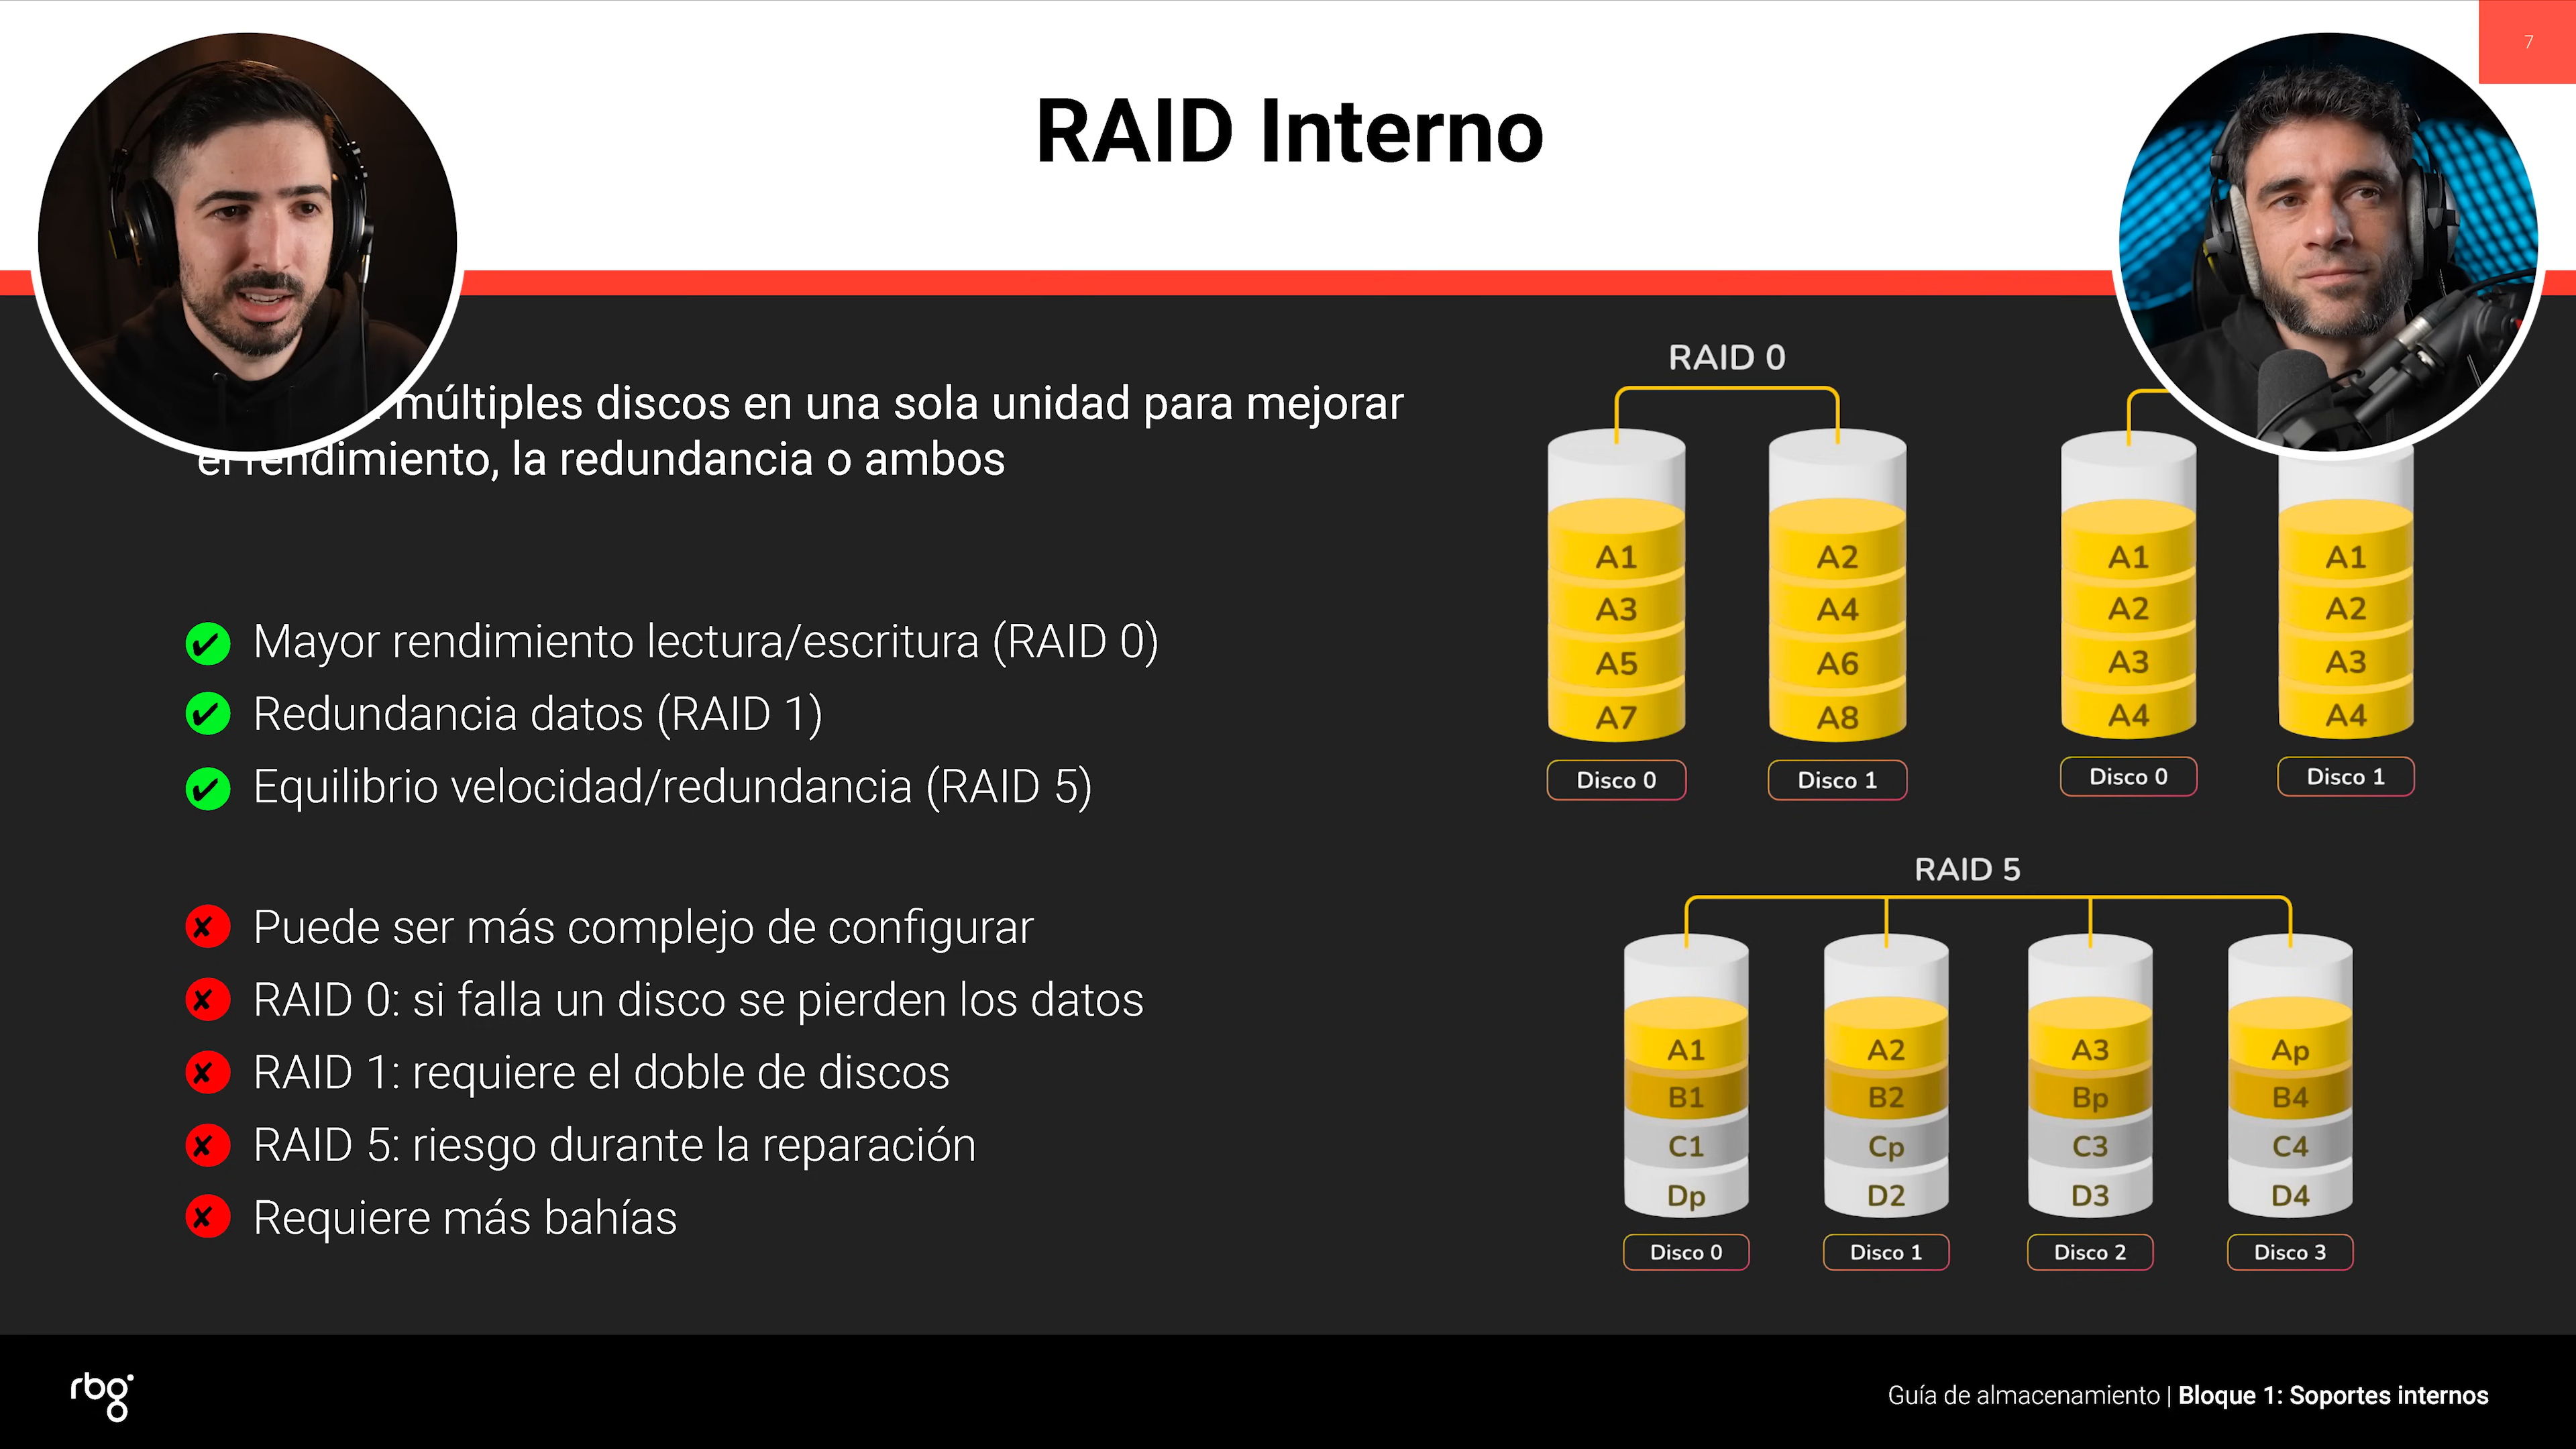 7
RAID Interno
múltiples discos en una sola unidad para mejorar
el rendimiento, la redundancia o ambos
Mayor rendimiento lectura/escritura (RAID 0)
Redundancia datos (RAID 1)
Equilibrio velocidad/redundancia (RAID 5)
Puede ser más complejo de configurar
RAID 0: si falla un disco se pierden los datos
RAID 1: requiere el doble de discos
RAID 5: riesgo durante la reparación
Requiere más bahías
RAID 0
A1 A2
A3 A4
A5 A6
A7 A8
Disco 0 Disco 1
A1 A1
A2 A2
A3 A3
A4 A4
Disco 0 Disco 1
RAID 5
A1 A2 A3 Ap
B1 B2 Bp B4
C1 Cp C3 C4
Dp D2 D3 D4
Disco 0 Disco 1 Disco 2 Disco 3
rbg
Guía de almacenamiento | Bloque 1: Soportes internos